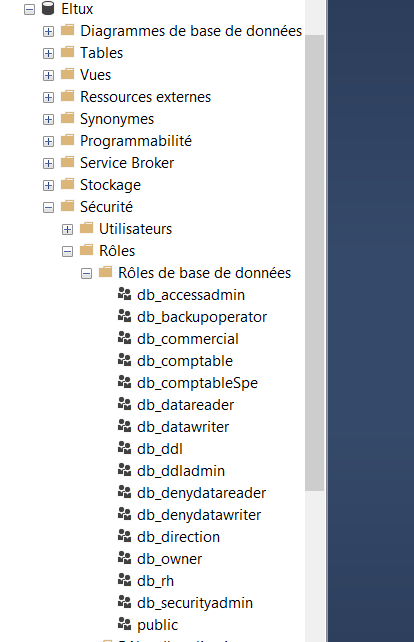 Eltux
Diagrammes de base de données
Tables
Vues
Ressources externes
Synonymes
Programmabilité
Service Broker
Stockage
Sécurité
Utilisateurs
Rôles
Rôles de base de données
db_accessadmin
db_backupoperator
db_commercial
db_comptable
db_comptableSpe
db_datareader
db_datawriter
db_ddl
db_ddladmin
db_denydatareader
db_denydatawriter
db_direction
db_owner
db_rh
db_securityadmin
public